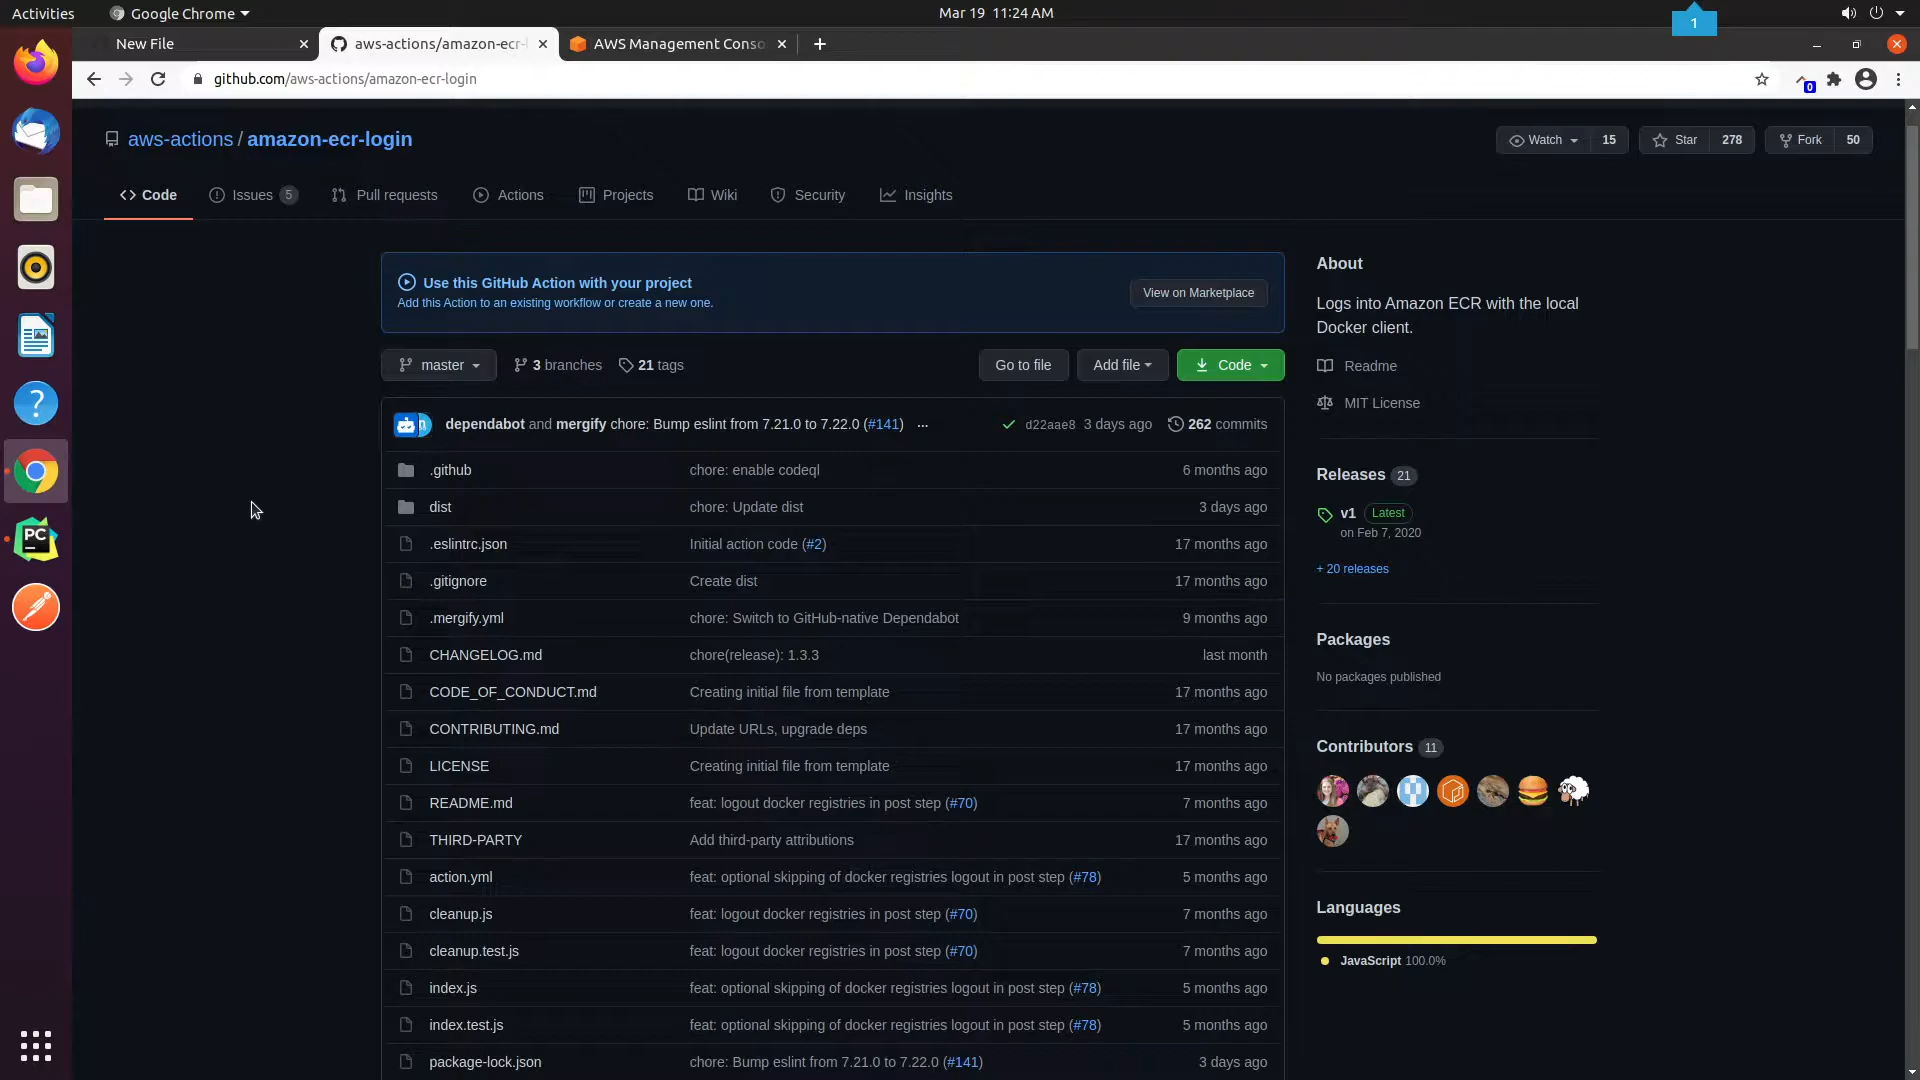 Activities Google Chrome Mar 19 11:24 AM 1
New File aws-actions/amazon-ecr- AWS Management Conso
github.com/aws-actions/amazon-ecr-login 0
aws-actions / amazon-ecr-login Watch 15 Star 278 Fork 50
Code Issues 5 Pull requests Actions Projects Wiki Security Insights
Use this GitHub Action with your project
Add this Action to an existing workflow or create a new one.
View on Marketplace
master 3 branches 21 tags Go to file Add file Code
dependabot and mergify chore: Bump eslint from 7.21.0 to 7.22.0 (#141) ... d22aae8 3 days ago 262 commits
.github chore: enable codeql 6 months ago
dist chore: Update dist 3 days ago
.eslintrc.json Initial action code (#2) 17 months ago
.gitignore Create dist 17 months ago
.mergify.yml chore: Switch to GitHub-native Dependabot 9 months ago
CHANGELOG.md chore(release): 1.3.3 last month
CODE_OF_CONDUCT.md Creating initial file from template 17 months ago
CONTRIBUTING.md Update URLs, upgrade deps 17 months ago
LICENSE Creating initial file from template 17 months ago
README.md feat: logout docker registries in post step (#70) 7 months ago
THIRD-PARTY Add third-party attributions 17 months ago
action.yml feat: optional skipping of docker registries logout in post step (#78) 5 months ago
cleanup.js feat: logout docker registries in post step (#70) 7 months ago
cleanup.test.js feat: logout docker registries in post step (#70) 7 months ago
index.js feat: optional skipping of docker registries logout in post step (#78) 5 months ago
index.test.js feat: optional skipping of docker registries logout in post step (#78) 5 months ago
package-lock.json chore: Bump eslint from 7.21.0 to 7.22.0 (#141) 3 days ago
About
Logs into Amazon ECR with the local
Docker client.
Readme
MIT License
Releases 21
v1 Latest
on Feb 7, 2020
+ 20 releases
Packages
No packages published
Contributors 11
Languages
JavaScript 100.0%
PC
?